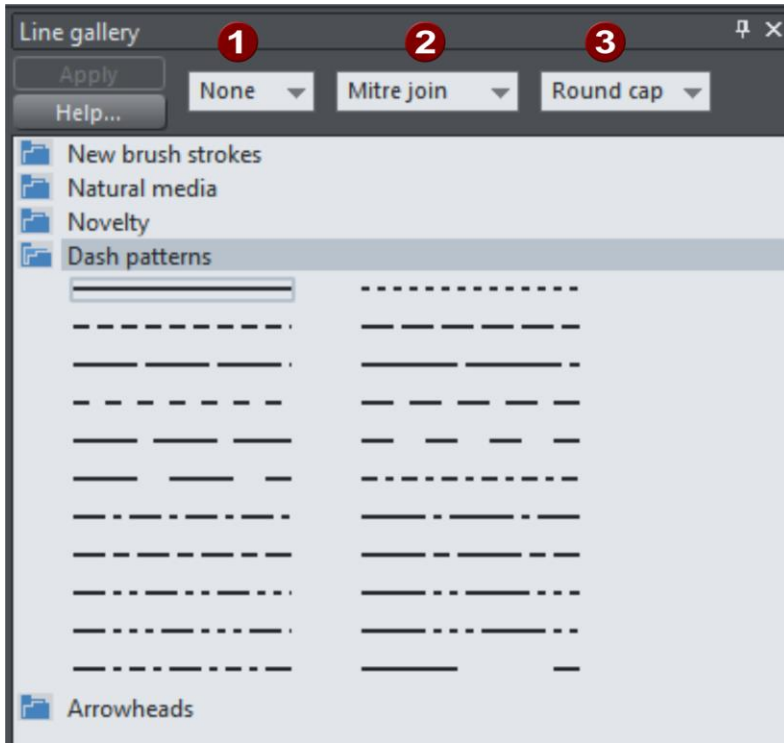 Line gallery
1 2 3
Apply
None Mitre join Round cap
Help...
New brush strokes
Natural media
Novelty
Dash patterns
Arrowheads